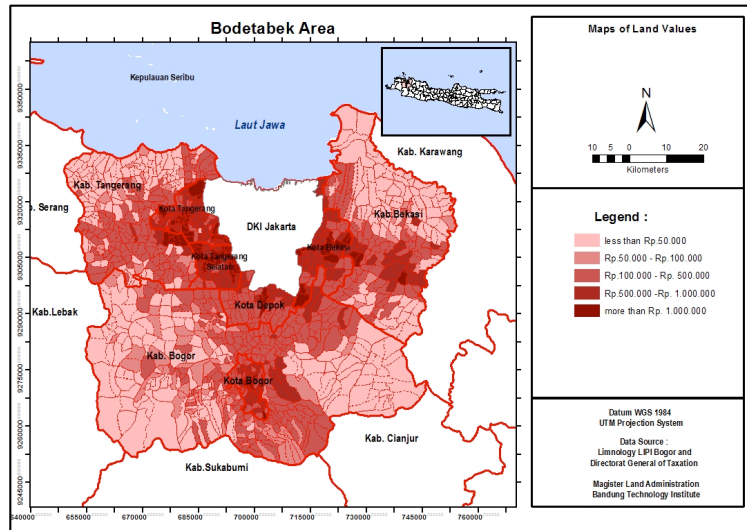 Bodetabek Area
Kepulauan Seribu
Laut Jawa
Kab. Karawang
Kab. Tangerang
Kab.Bekasi
b. Serang
Kota Tangerang
DKI Jakarta
Kota Bekasi
Kota Tangerang
Selatan
Kota Depok
Kab.Lebak
Kab. Bogor
Kota Bogor
Kab. Cianjur
Kab.Sukabumi
9360000
9335000
9320000
9305000
9290000
9275000
9260000
9245000
540000
655000
670000
685000
700000
715000
730000
745000
760000
Maps of Land Values
N
10 5 0 10 20
Kilometers
Legend :
less than Rp.50.000
Rp.50.000 - Rp.100.000
Rp.100.000 - Rp. 500.000
Rp.500.000 -Rp. 1.000.000
more than Rp. 1.000.000
Datum WGS 1984
UTM Projection System
Data Source :
Limnology LIPI Bogor and
Directorat General of Taxation
Magister Land Administration
Bandung Technology Institute